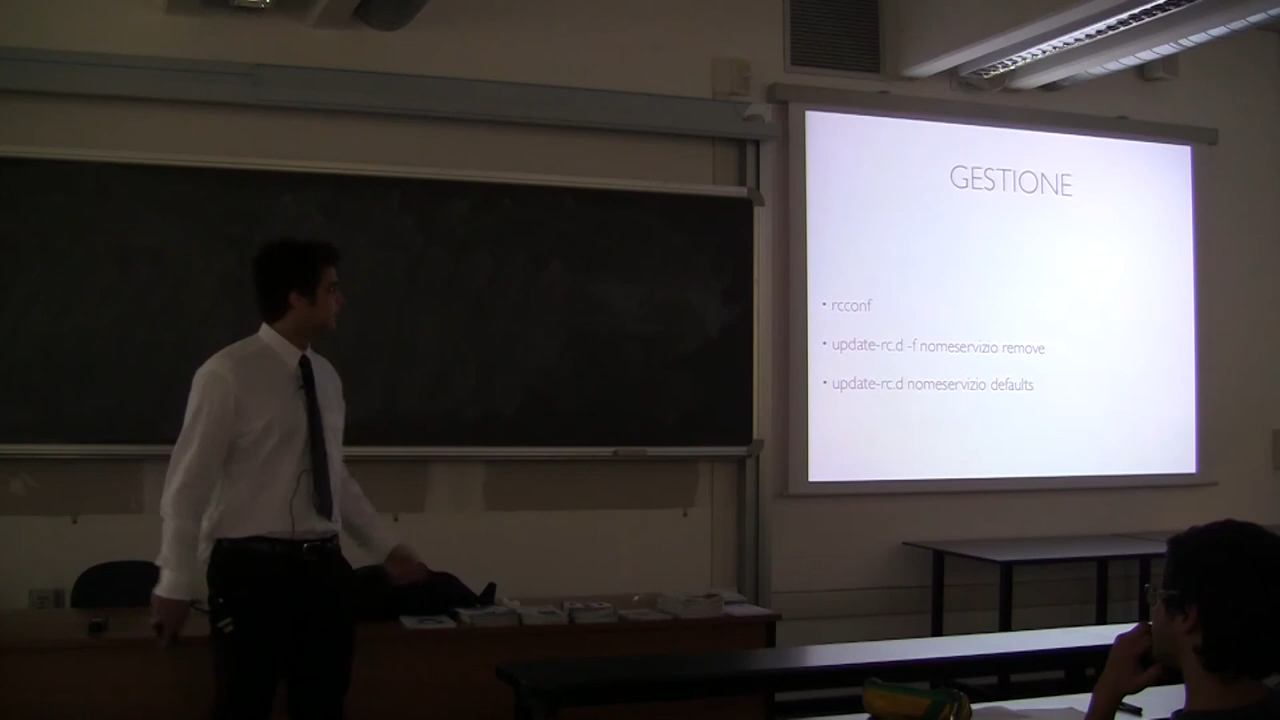 GESTIONE
• rcconf
• update-rc.d -f nomeservizio remove
• update-rc.d nomeservizio defaults